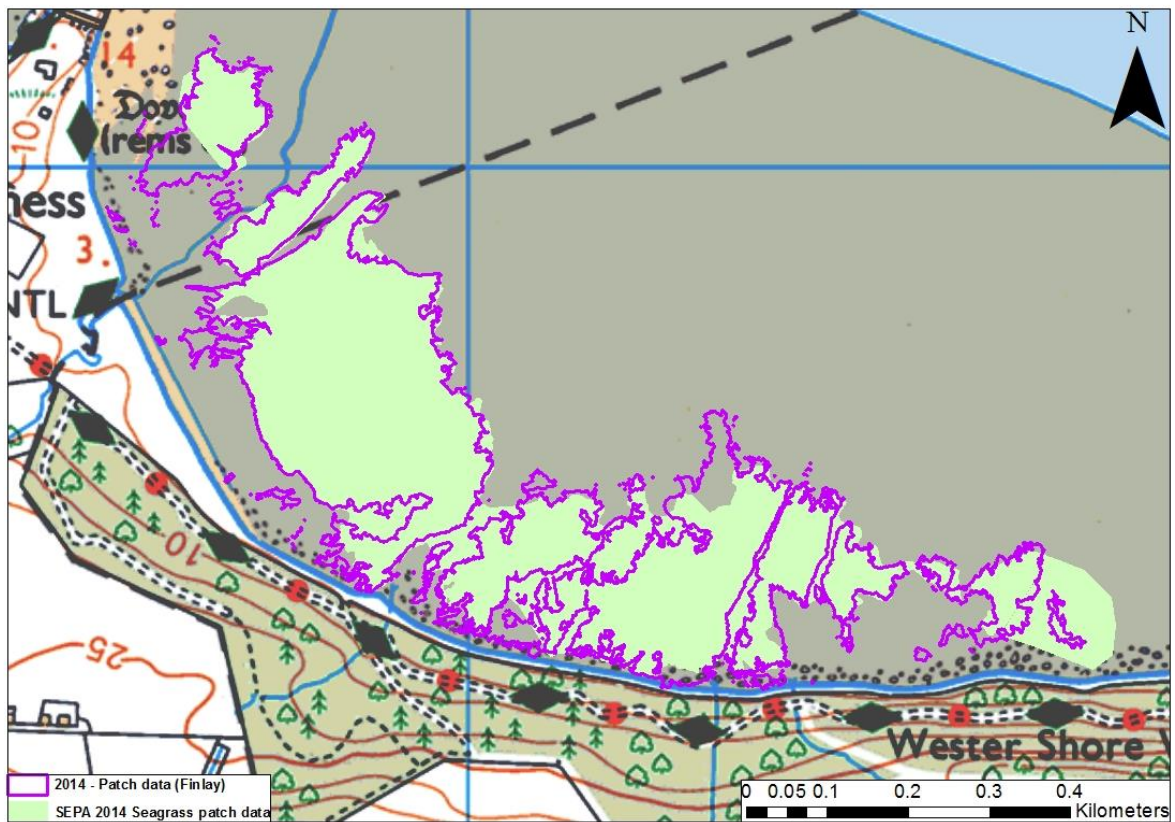 N
14
Dov
(rems
10
ness
3.
NTL
10
25
Wester Shore W
2014 - Patch data (Finlay)
SEPA 2014 Seagrass patch data
0 0.05 0.1 0.2 0.3 0.4
Kilometers